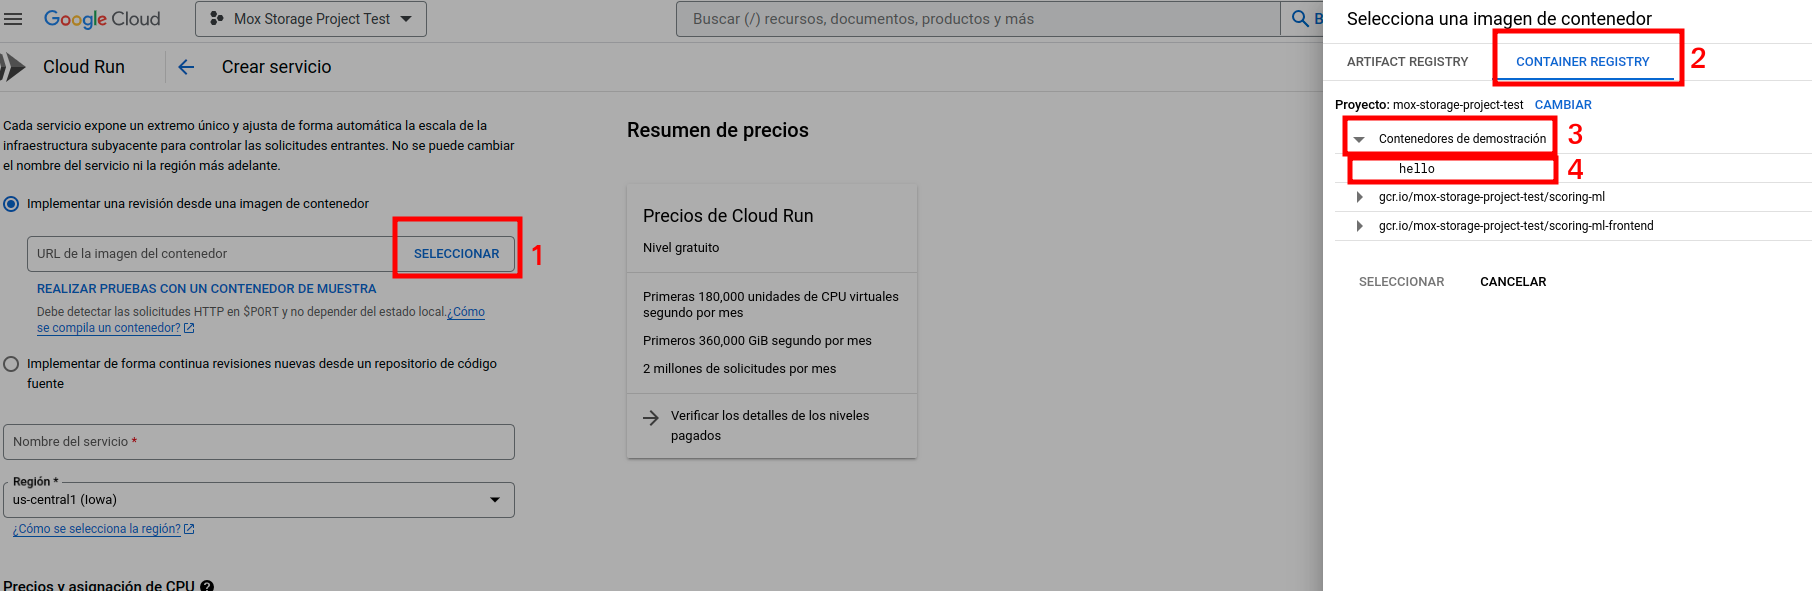 Google Cloud
Mox Storage Project Test
Buscar (/) recursos, documentos, productos y más
B
Cloud Run
Crear servicio
Cada servicio expone un extremo único y ajusta de forma automática la escala de la
infraestructura subyacente para controlar las solicitudes entrantes. No se puede cambiar
el nombre del servicio ni la región más adelante.
Implementar una revisión desde una imagen de contenedor
URL de la imagen del contenedor
SELECCIONAR
1
REALIZAR PRUEBAS CON UN CONTENEDOR DE MUESTRA
Debe detectar las solicitudes HTTP en $PORT y no depender del estado local.¿Cómo
se compila un contenedor?
Implementar de forma continua revisiones nuevas desde un repositorio de código
fuente
Nombre del servicio *
Región *
us-central1 (Iowa)
¿Cómo se selecciona la región?
Precios y asignación de CPU
Resumen de precios
Precios de Cloud Run
Nivel gratuito
Primeras 180,000 unidades de CPU virtuales
segundo por mes
Primeros 360,000 GiB segundo por mes
2 millones de solicitudes por mes
Verificar los detalles de los niveles
pagados
Selecciona una imagen de contenedor
ARTIFACT REGISTRY
CONTAINER REGISTRY
2
Proyecto: mox-storage-project-test CAMBIAR
Contenedores de demostración
3
hello
4
gcr.io/mox-storage-project-test/scoring-ml
gcr.io/mox-storage-project-test/scoring-ml-frontend
SELECCIONAR
CANCELAR